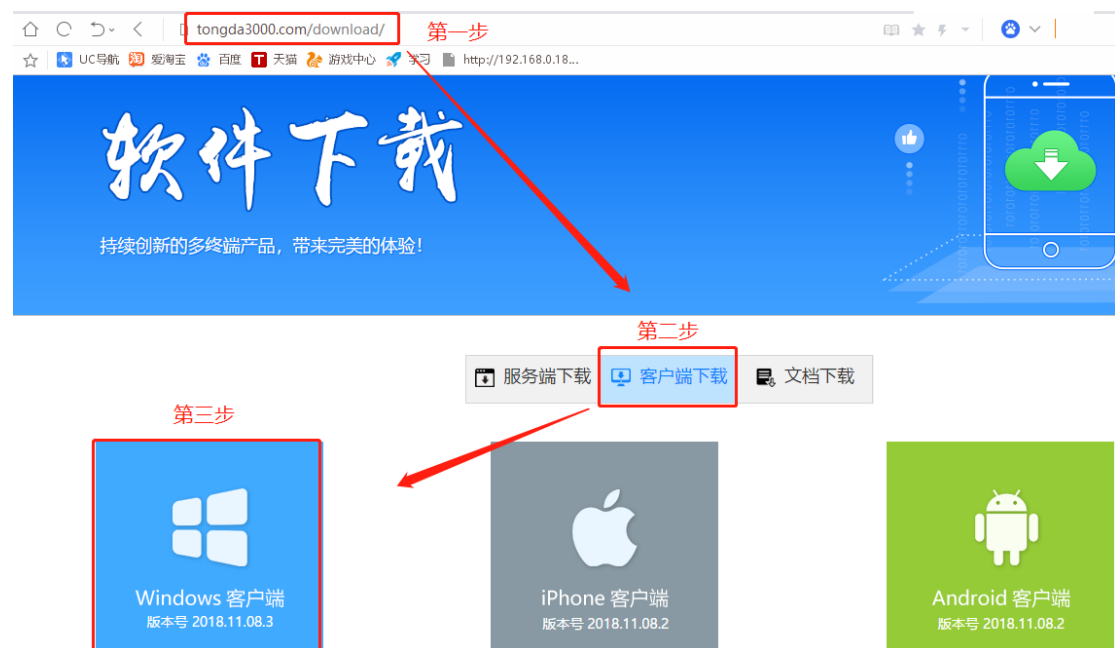 tongda3000.com/download/
第一步
UC导航 爱淘宝 百度 天猫 游戏中心 学习 http://192.168.0.18...
软件下载
持续创新的多终端产品，带来完美的体验！
第二步
服务端下载 客户端下载 文档下载
第三步
Windows 客户端
版本号 2018.11.08.3
iPhone 客户端
版本号 2018.11.08.2
Android 客户端
版本号 2018.11.08.2